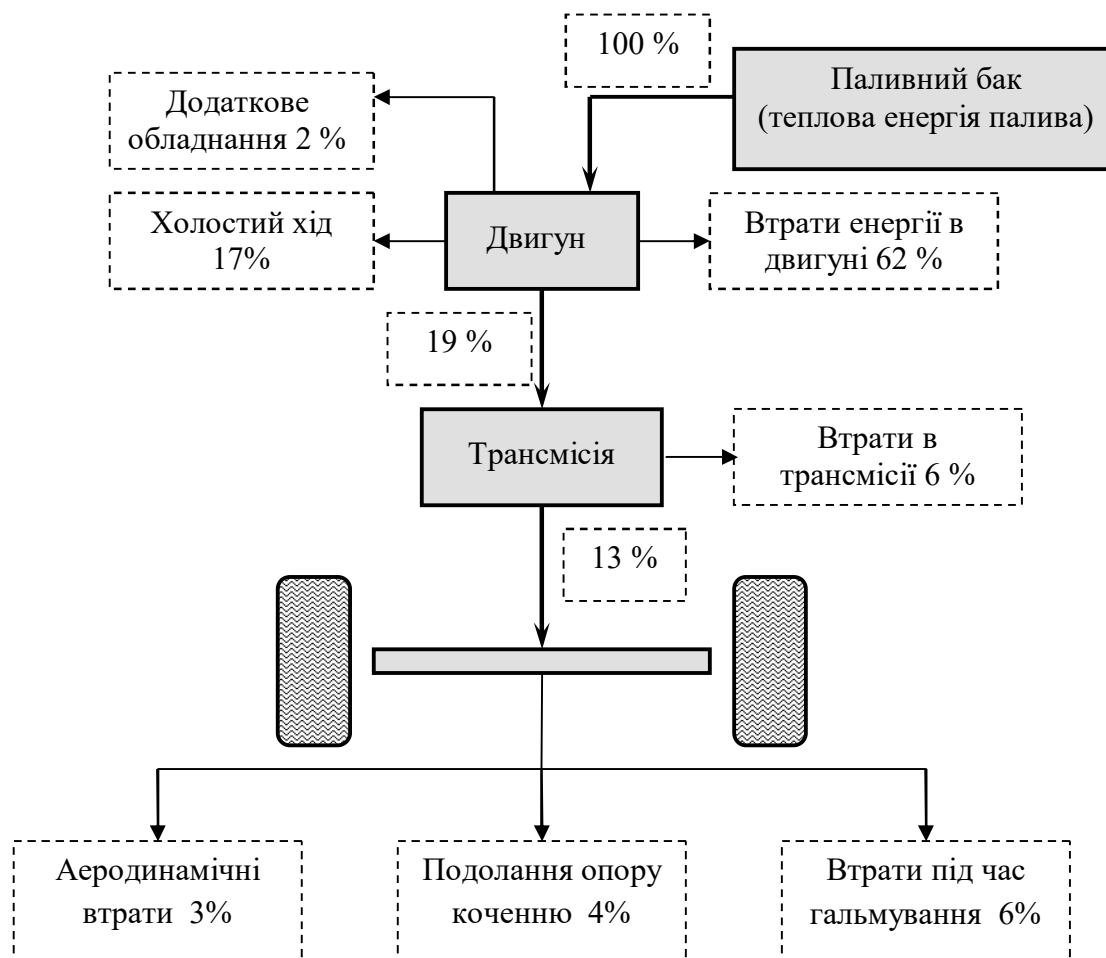 100 %
Паливний бак
(теплова енергія палива)
Додаткове
обладнання 2 %
Холостий хід
17%
Двигун
Втрати енергії в
двигуні 62 %
19 %
Трансмісія
Втрати в
трансмісії 6 %
13 %
Аеродинамічні
втрати 3%
Подолання опору
коченню 4%
Втрати під час
гальмування 6%